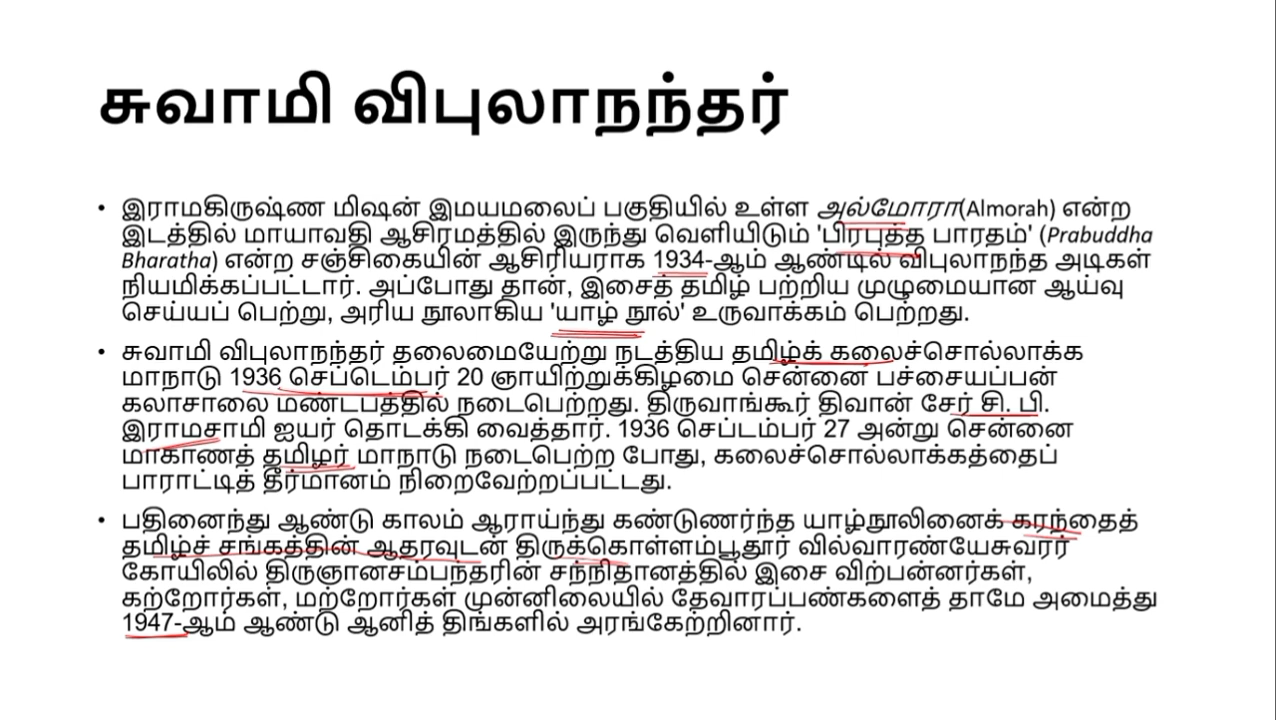 சுவாமி விபுலாநந்தர்
• இராமகிருஷ்ண மிஷன் இமயமலைப் பகுதியில் உள்ள அல்மோரா(Almorah) என்ற
இடத்தில் மாயாவதி ஆசிரமத்தில் இருந்து வெளியிடும் 'பிரபுத்த பாரதம்' (Prabuddha
Bharatha) என்ற சஞ்சிகையின் ஆசிரியராக 1934-ஆம் ஆண்டில் விபுலாநந்த அடிகள்
நியமிக்கப்பட்டார். அப்போது தான், இசைத் தமிழ் பற்றிய முழுமையான ஆய்வு
செய்யப் பெற்று, அரிய நூலாகிய 'யாழ் நூல்' உருவாக்கம் பெற்றது.
• சுவாமி விபுலாநந்தர் தலைமையேற்று நடத்திய தமிழ்க் கலைச்சொல்லாக்க
மாநாடு 1936 செப்டெம்பர் 20 ஞாயிற்றுக்கிழமை சென்னை பச்சையப்பன்
கலாசாலை மண்டபத்தில் நடைபெற்றது. திருவாங்கூர் திவான் சேர் சி. பி.
இராமசாமி ஐயர் தொடக்கி வைத்தார். 1936 செப்டம்பர் 27 அன்று சென்னை
மாகாணத் தமிழர் மாநாடு நடைபெற்ற போது, கலைச்சொல்லாக்கத்தைப்
பாராட்டித் தீர்மானம் நிறைவேற்றப்பட்டது.
• பதினைந்து ஆண்டு காலம் ஆராய்ந்து கண்டுணர்ந்த யாழ்நூலினைக் கரந்தைத்
தமிழ்ச் சங்கத்தின் ஆதரவுடன் திருக்கொள்ளம்பூதூர் வில்வாரண்யேசுவரர்
கோயிலில் திருஞானசம்பந்தரின் சந்நிதானத்தில் இசை விற்பன்னர்கள்,
கற்றோர்கள், மற்றோர்கள் முன்னிலையில் தேவாரப்பண்களைத் தாமே அமைத்து
1947-ஆம் ஆண்டு ஆனித் திங்களில் அரங்கேற்றினார்.